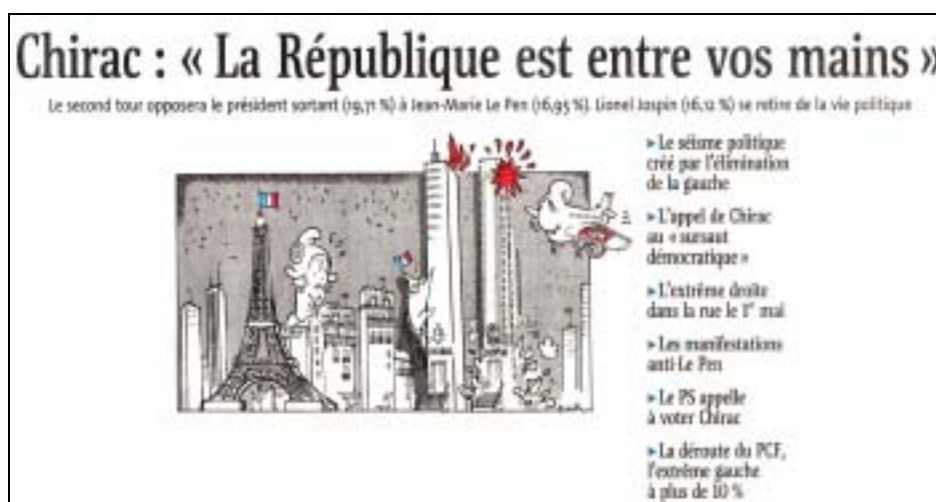 Chirac : « La République est entre vos mains »
Le second tour opposera le président sortant (19,71 %) à Jean-Marie Le Pen (16,95 %). Lionel Jospin (16,12 %) se retire de la vie politique
▸ Le séisme politique
créé par l'élimination
de la gauche
▸ L'appel de Chirac
au « sursaut
démocratique »
▸ L'extrême droite
dans la rue le 1er mai
▸ Les manifestations
anti-Le Pen
▸ Le PS appelle
à voter Chirac
▸ La déroute du PCF,
l'extrême gauche
à plus de 10 %